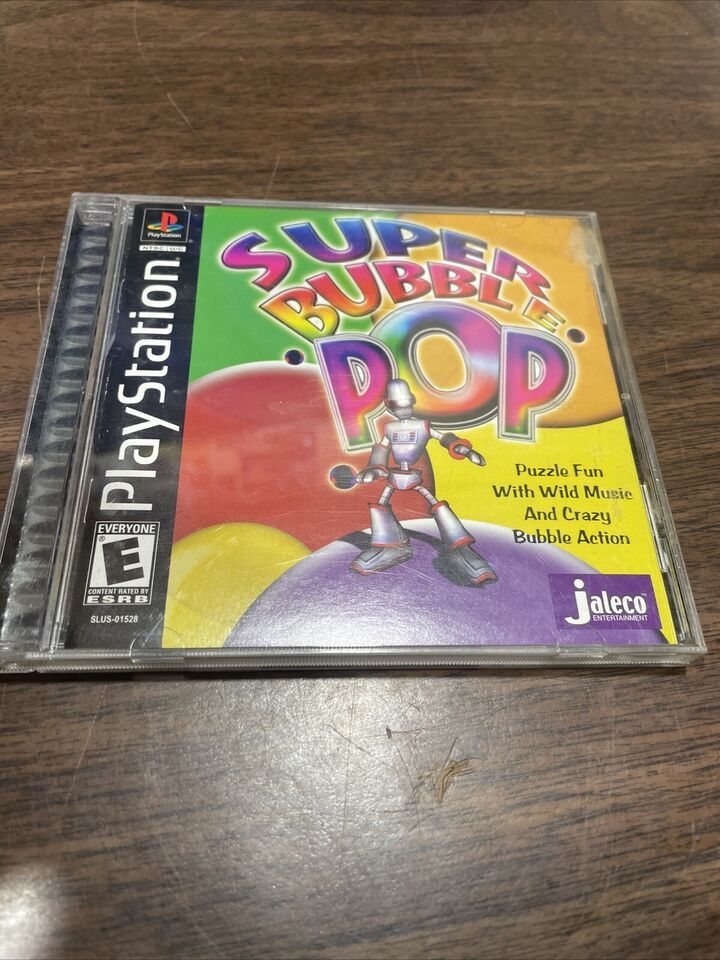 PlayStation
NTSC U/C
PlayStation
SUPER
BUBBLE
POP
Puzzle Fun
With Wild Music
And Crazy
Bubble Action
EVERYONE
E
CONTENT RATED BY
ESRB
SLUS-01528
jaleco™
ENTERTAINMENT